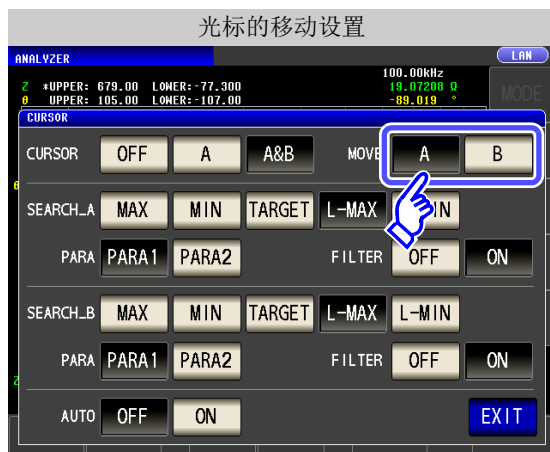 光标的移动设置
ANALYZER LAN
100.00kHz
Z *UPPER: 679.00 LOWER:-77.300 19.07208 Ω
θ UPPER: 105.00 LOWER:-107.00 -89.019 °
MODE
CURSOR
CURSOR OFF A A&B MOVE A B
θ
SEARCH_A MAX MIN TARGET L-MAX IN
PARA PARA1 PARA2 FILTER OFF ON
SEARCH_B MAX MIN TARGET L-MAX L-MIN
PARA PARA1 PARA2 FILTER OFF ON
Z
AUTO OFF ON EXIT